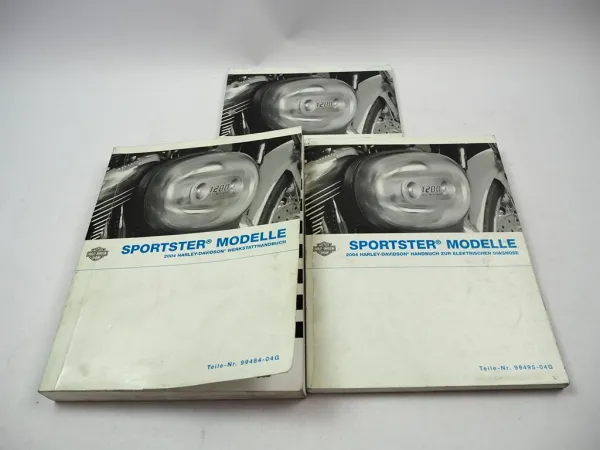 1200
1200
SPORTSTER® MODELLE
2004 HARLEY-DAVIDSON® WERKSTATTHANDBUCH
Teile-Nr. 99484-04G
1200
SPORTSTER® MODELLE
2004 HARLEY-DAVIDSON® HANDBUCH ZUR ELEKTRISCHEN DIAGNOSE
Teile-Nr. 99495-04G